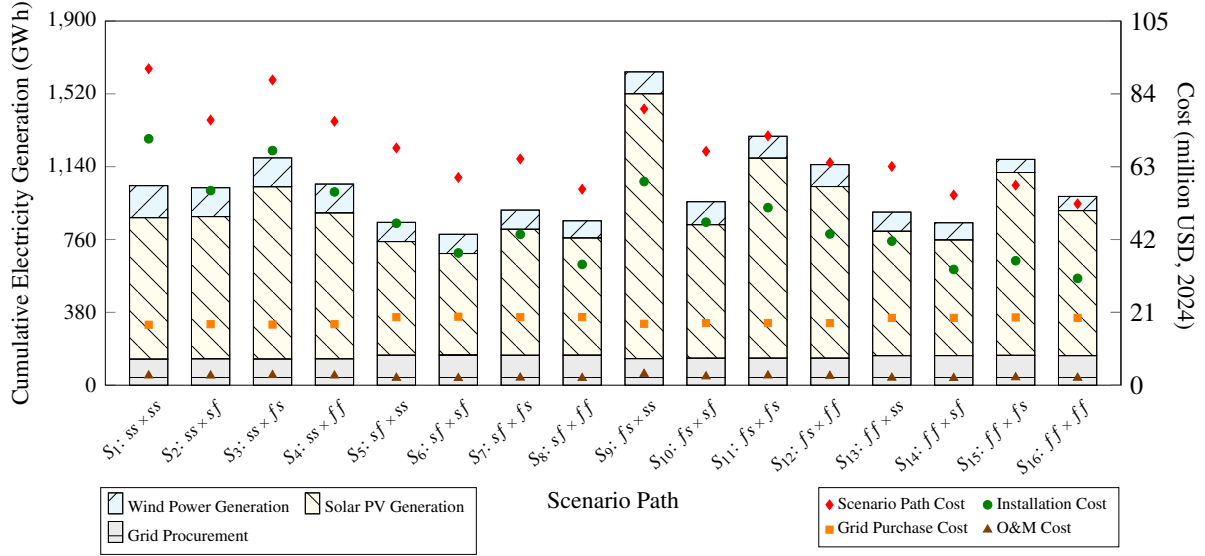 Cumulative Electricity Generation (GWh)
1,900
1,520
1,140
760
380
0
105
84
63
42
21
0
Cost (million USD, 2024)
S1: ss × ss
S2: ss × sf
S3: ss × fs
S4: ss × ff
S5: sf × ss
S6: sf × sf
S7: sf × fs
S8: sf × ff
S9: fs × ss
S10: fs × sf
S11: fs × fs
S12: fs × ff
S13: ff × ss
S14: ff × sf
S15: ff × fs
S16: ff × ff
Scenario Path
Wind Power Generation Solar PV Generation
Grid Procurement
Scenario Path Cost Installation Cost
Grid Purchase Cost O&M Cost